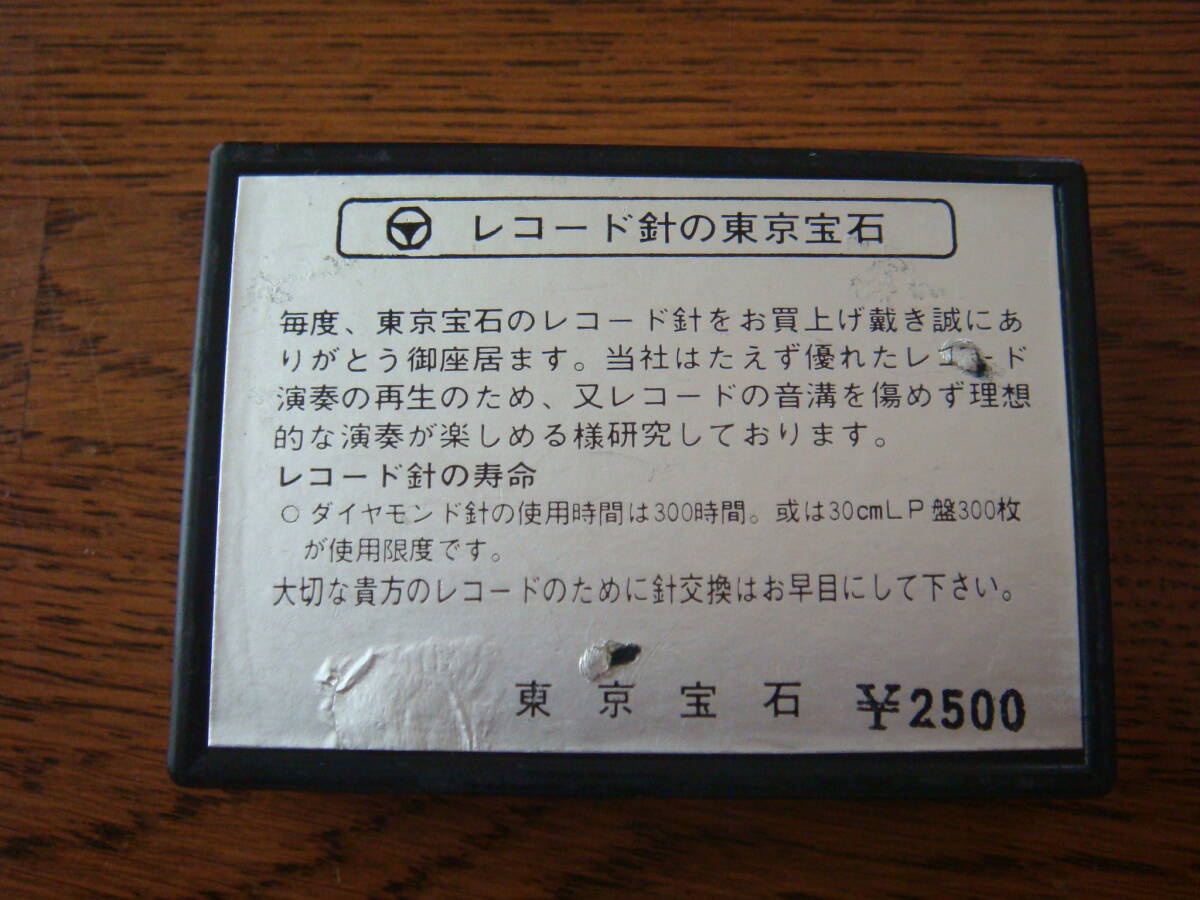 レコード針の東京宝石
毎度、東京宝石のレコード針をお買上げ戴き誠にあ
りがとう御座居ます。当社はたえず優れたレコード
演奏の再生のため、又レコードの音溝を傷めず理想
的な演奏が楽しめる様研究しております。
レコード針の寿命
○ ダイヤモンド針の使用時間は300時間。或は30cmLP盤300枚
が使用限度です。
大切な貴方のレコードのために針交換はお早目にして下さい。
東京宝石 ¥2500